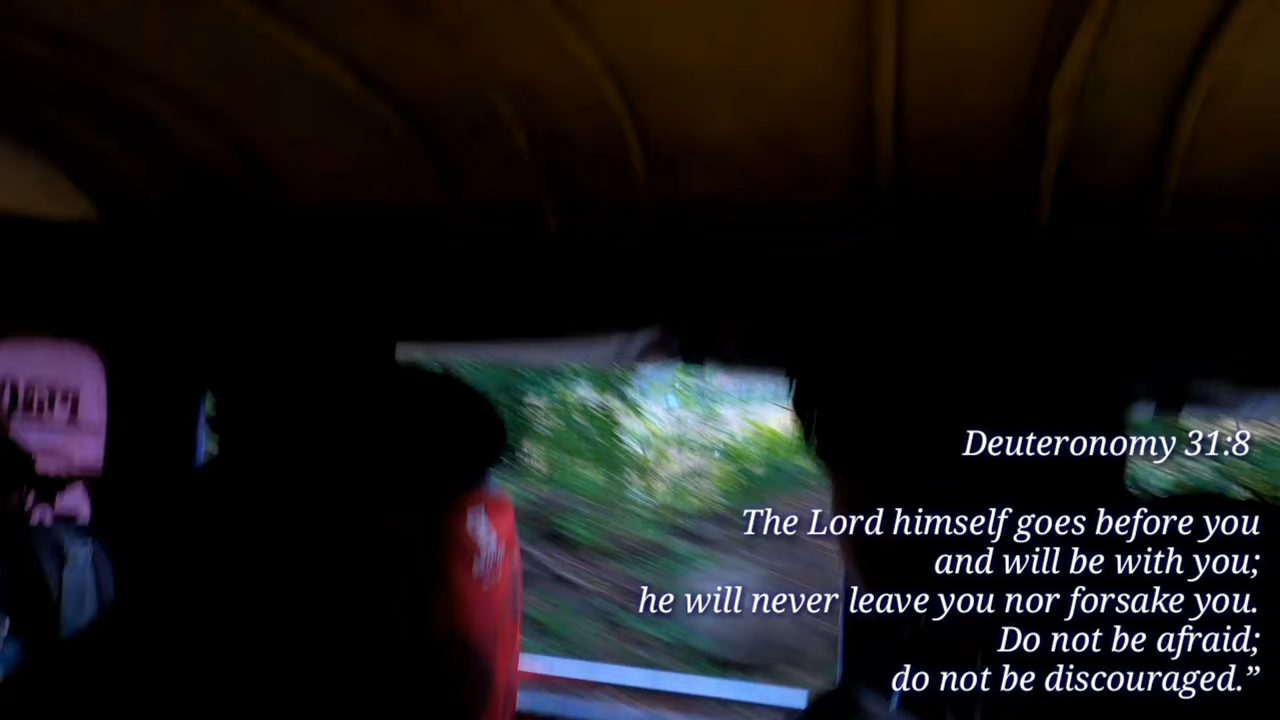 Deuteronomy 31:8
The Lord himself goes before you
and will be with you;
he will never leave you nor forsake you.
Do not be afraid;
do not be discouraged.”